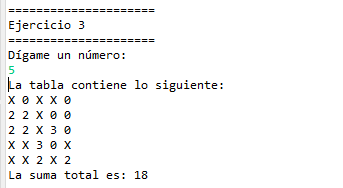 =====================
Ejercicio 3
=====================
Dígame un número:
5
La tabla contiene lo siguiente:
X 0 X X 0
2 2 X 0 0
2 2 X 3 0
X X 3 0 X
X X 2 X 2
La suma total es: 18